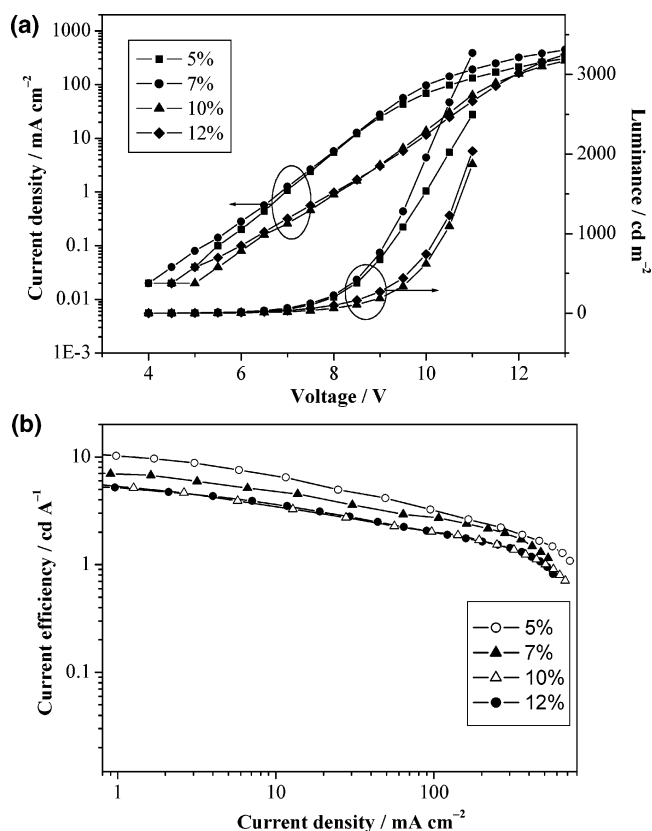 (a)
1000
100
10
1
0.1
0.01
1E-3
Current density / mA cm⁻²
5%
7%
10%
12%
3000
2000
1000
0
Luminance / cd m⁻²
4 6 8 10 12
Voltage / V
(b)
10
1
0.1
Current efficiency / cd A⁻¹
5%
7%
10%
12%
1 10 100
Current density / mA cm⁻²